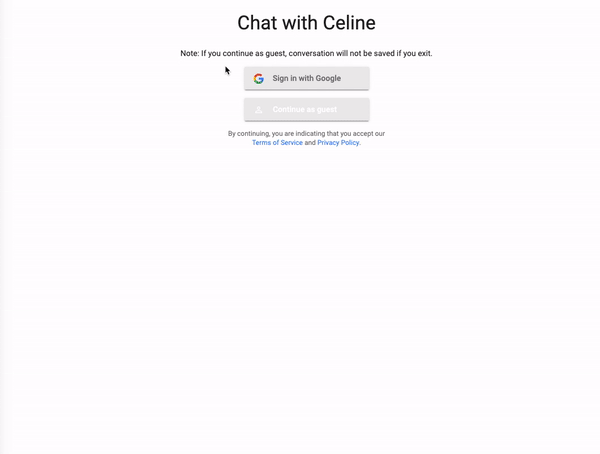 Chat with Celine
Note: If you continue as guest, conversation will not be saved if you exit.
Sign in with Google
Continue as guest
By continuing, you are indicating that you accept our
Terms of Service and Privacy Policy.